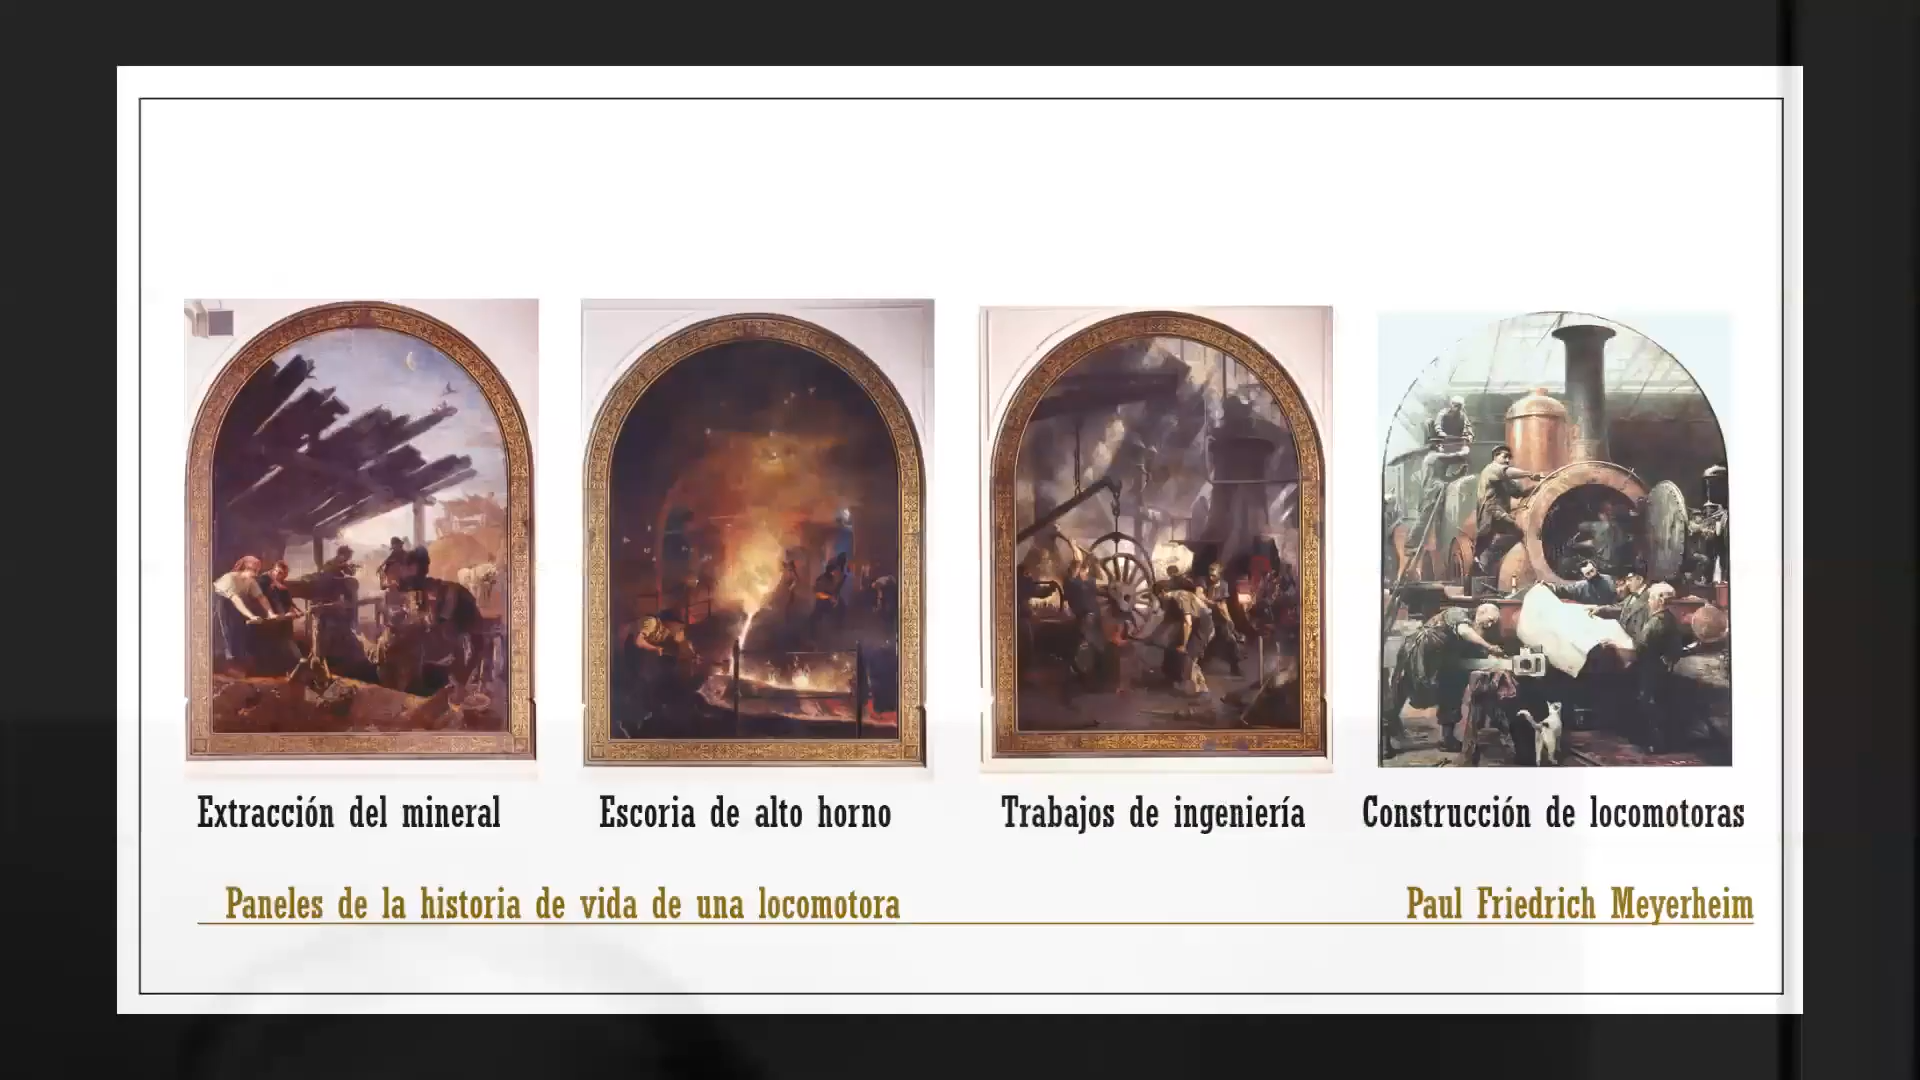 Extracción del mineral
Escoria de alto horno
Trabajos de ingeniería
Construcción de locomotoras
Paneles de la historia de vida de una locomotora
Paul Friedrich Meyerheim